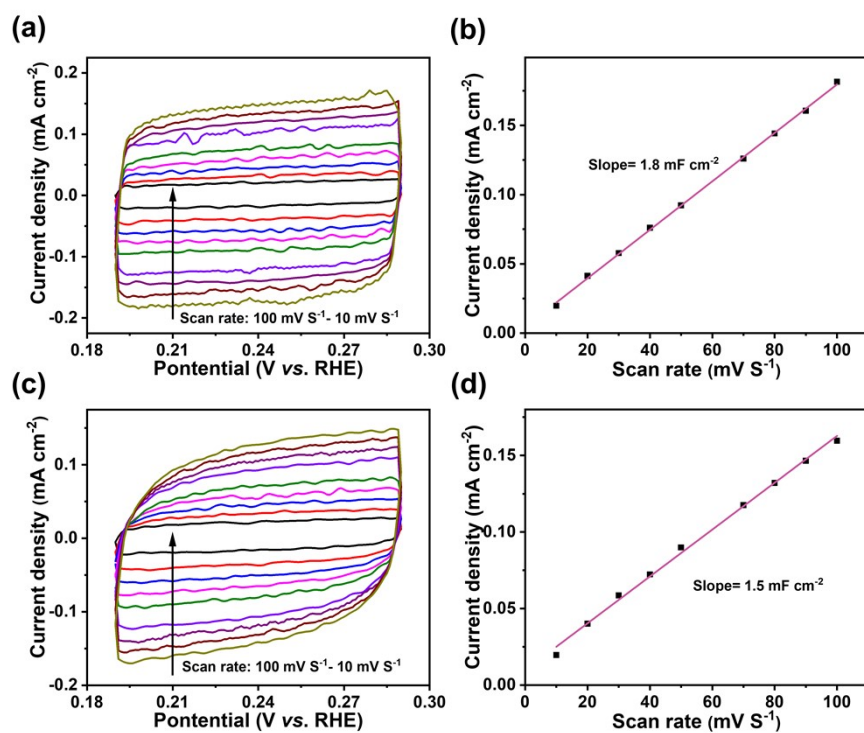 (a)
Current density (mA cm⁻²)
0.2
0.1
0.0
-0.1
-0.2
Scan rate: 100 mV S⁻¹- 10 mV S⁻¹
0.18 0.21 0.24 0.27 0.30
Potential (V vs. RHE)
(b)
Current density (mA cm⁻²)
0.15
0.10
0.05
0.00
Slope= 1.8 mF cm⁻²
0 20 40 60 80 100
Scan rate (mV S⁻¹)
(c)
Current density (mA cm⁻²)
0.1
0.0
-0.1
-0.2
Scan rate: 100 mV S⁻¹- 10 mV S⁻¹
0.18 0.21 0.24 0.27 0.30
Potential (V vs. RHE)
(d)
Current density (mA cm⁻²)
0.15
0.10
0.05
0.00
Slope= 1.5 mF cm⁻²
0 20 40 60 80 100
Scan rate (mV S⁻¹)